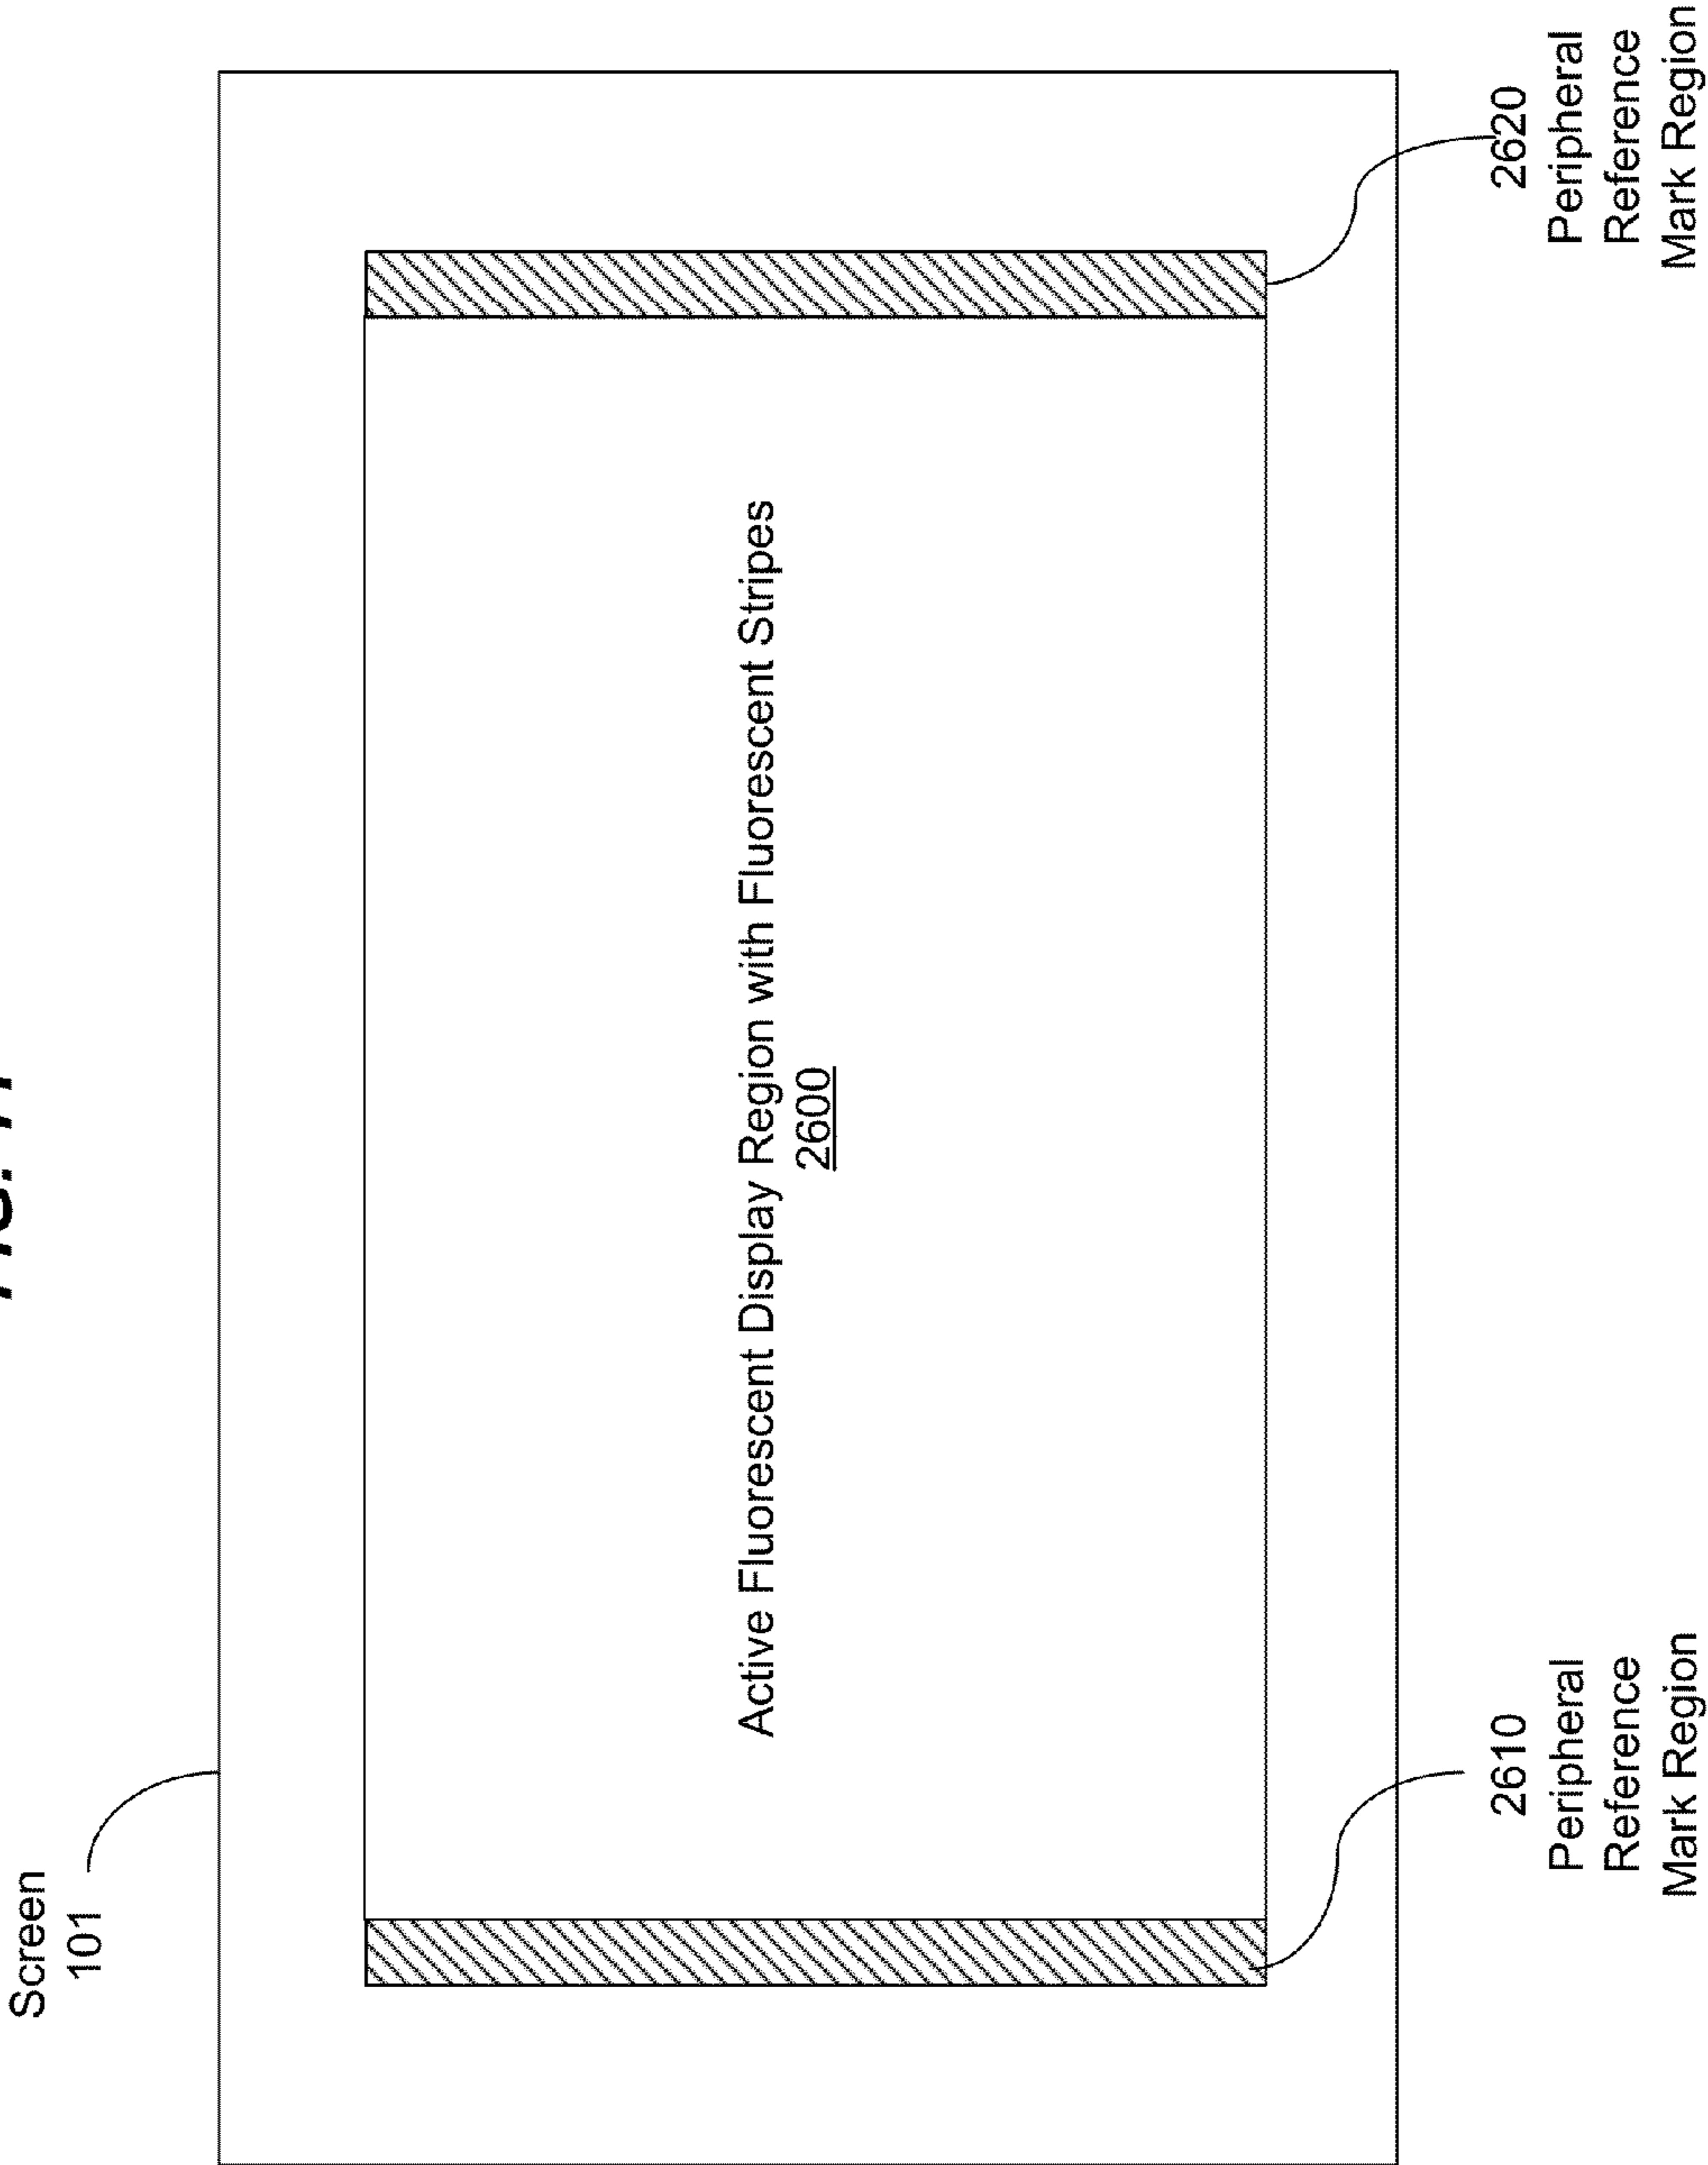 Screen
101
Active Fluorescent Display Region with Fluorescent Stripes
2600
2610
Peripheral
Reference
Mark Region
2620
Peripheral
Reference
Mark Region